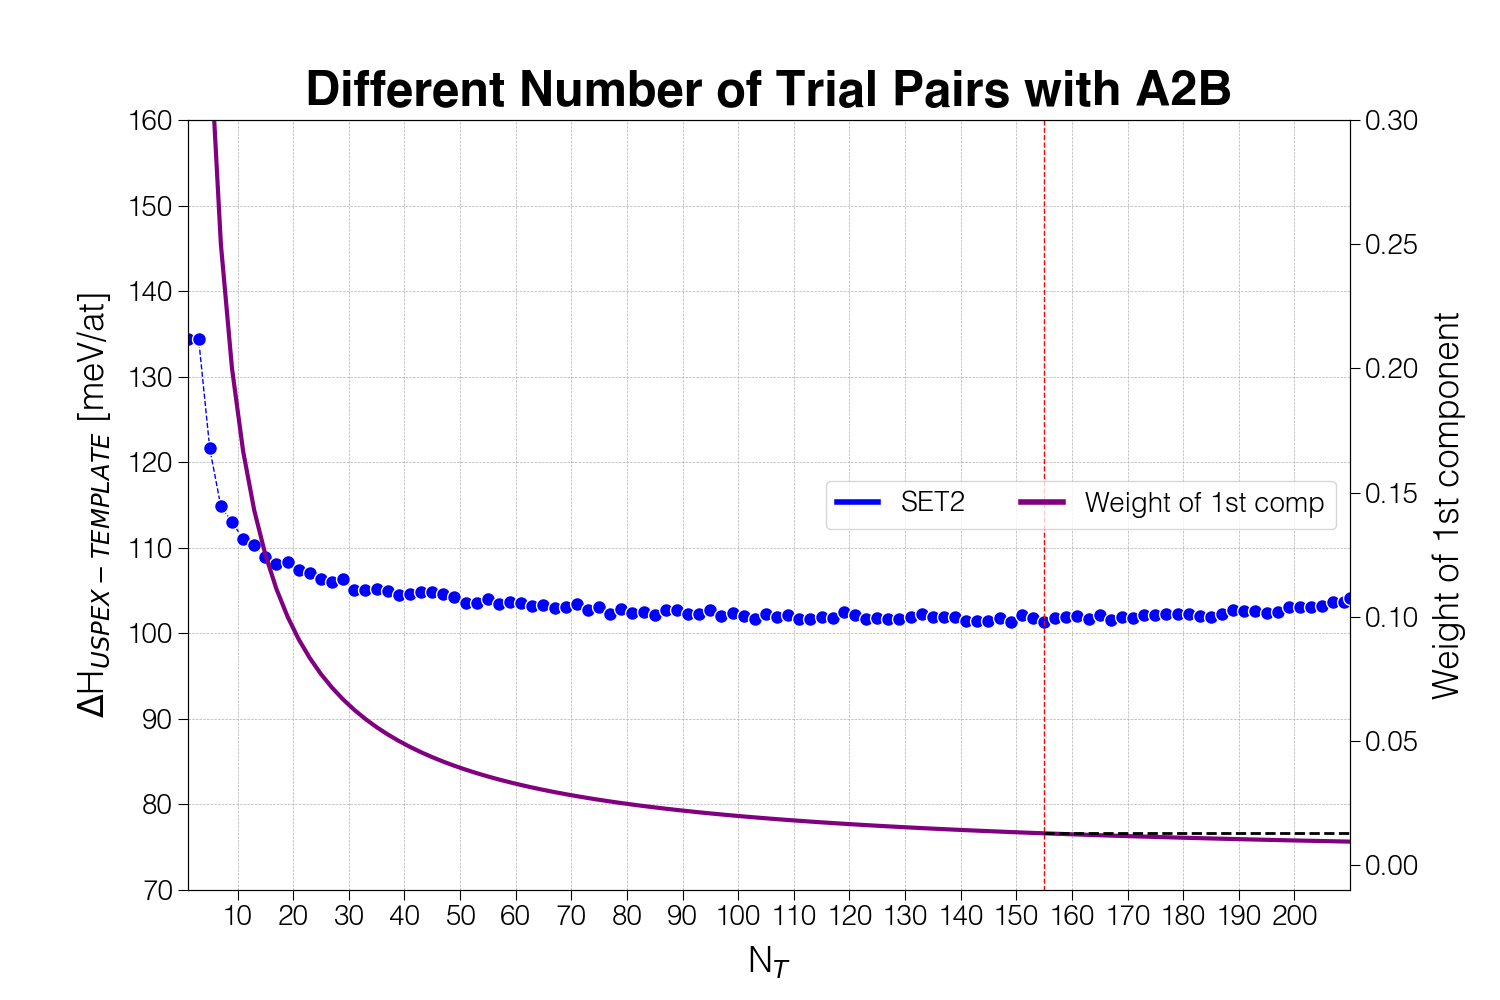 Different Number of Trial Pairs with A2B
160
150
140
130
120
110
100
90
80
70
ΔH_{USPEX − TEMPLATE} [meV/at]
0.30
0.25
0.20
0.15
0.10
0.05
0.00
Weight of 1st component
SET2 Weight of 1st comp
10 20 30 40 50 60 70 80 90 100 110 120 130 140 150 160 170 180 190 200
N_T